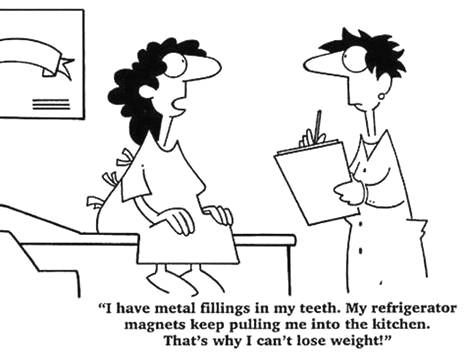 “I have metal fillings in my teeth. My refrigerator
magnets keep pulling me into the kitchen.
That’s why I can’t lose weight!”